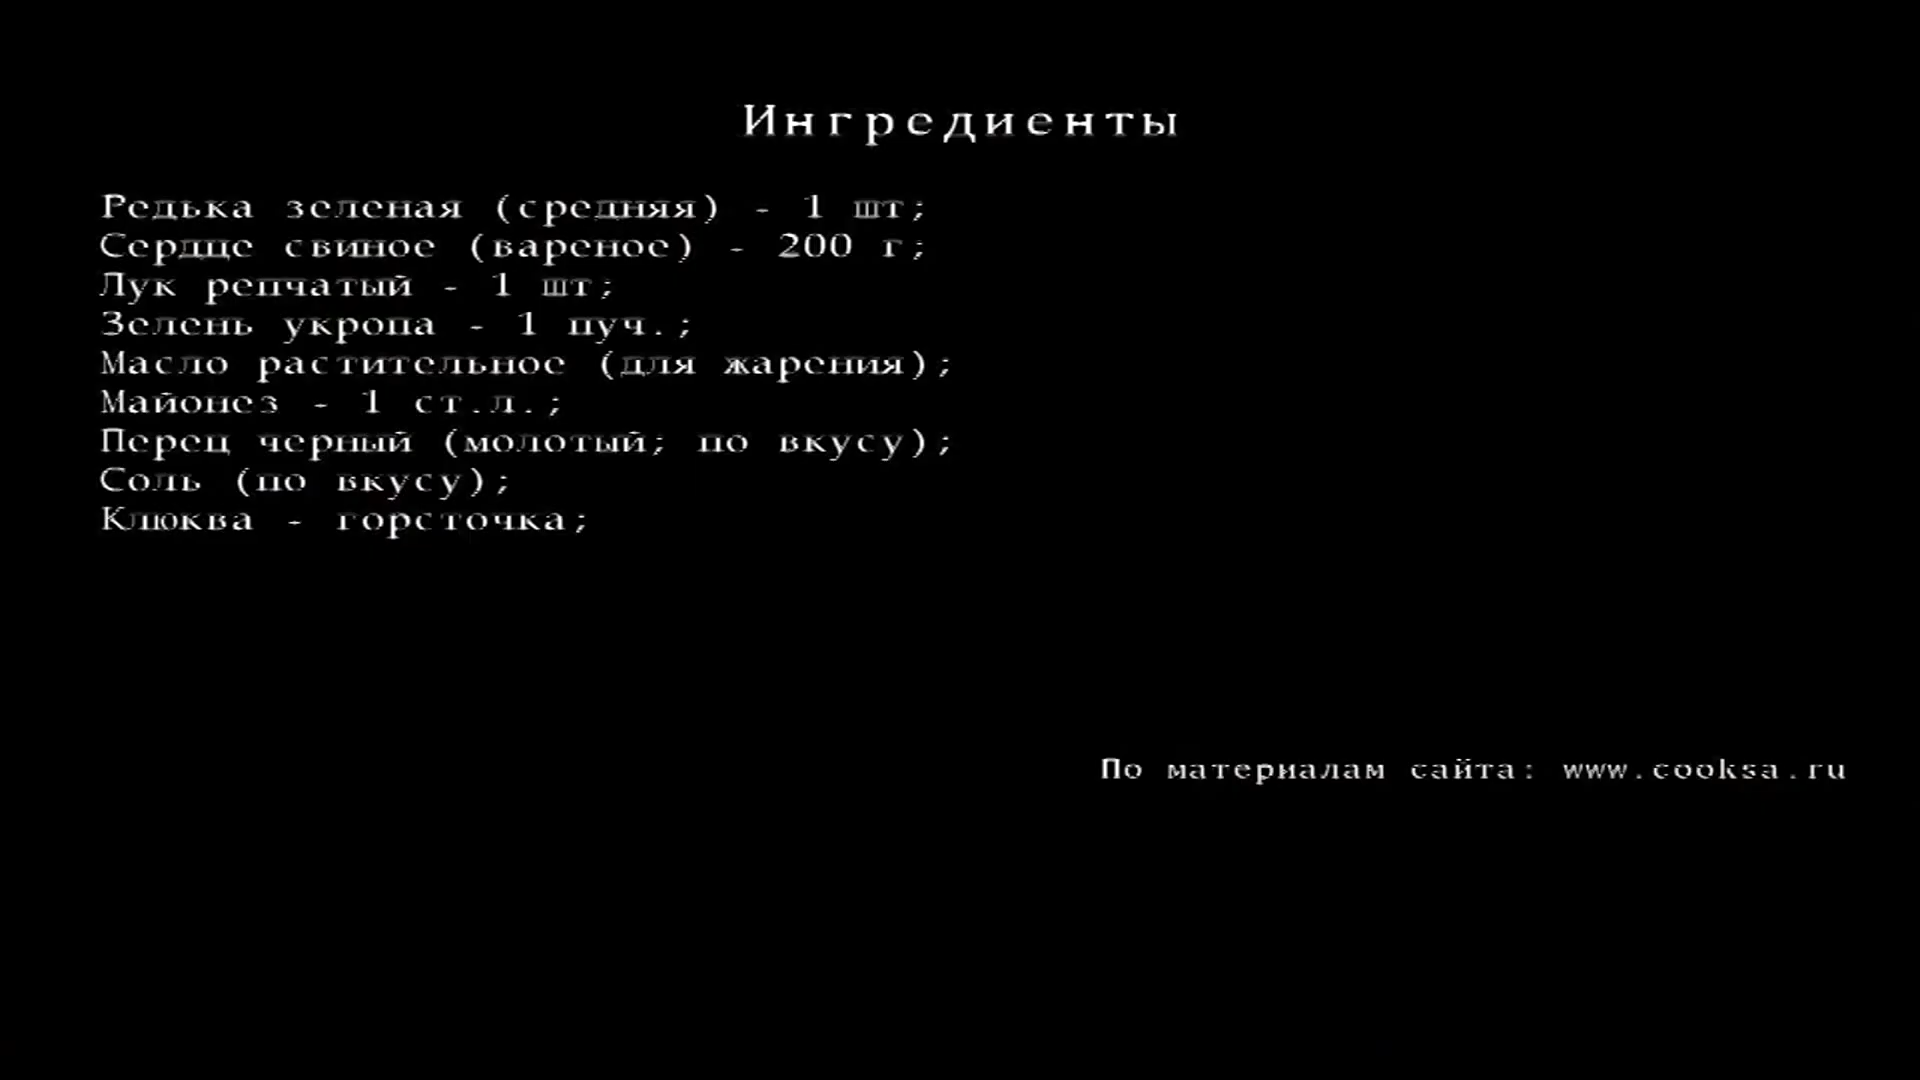 Ингредиенты
Редька зеленая (средняя) - 1 шт;
Сердце свиное (вареное) - 200 г;
Лук репчатый - 1 шт;
Зелень укропа - 1 пуч.;
Масло растительное (для жарения);
Майонез - 1 ст.л.;
Перец черный (молотый; по вкусу);
Соль (по вкусу);
Клюква - горсточка;
По материалам сайта: www.cooksa.ru